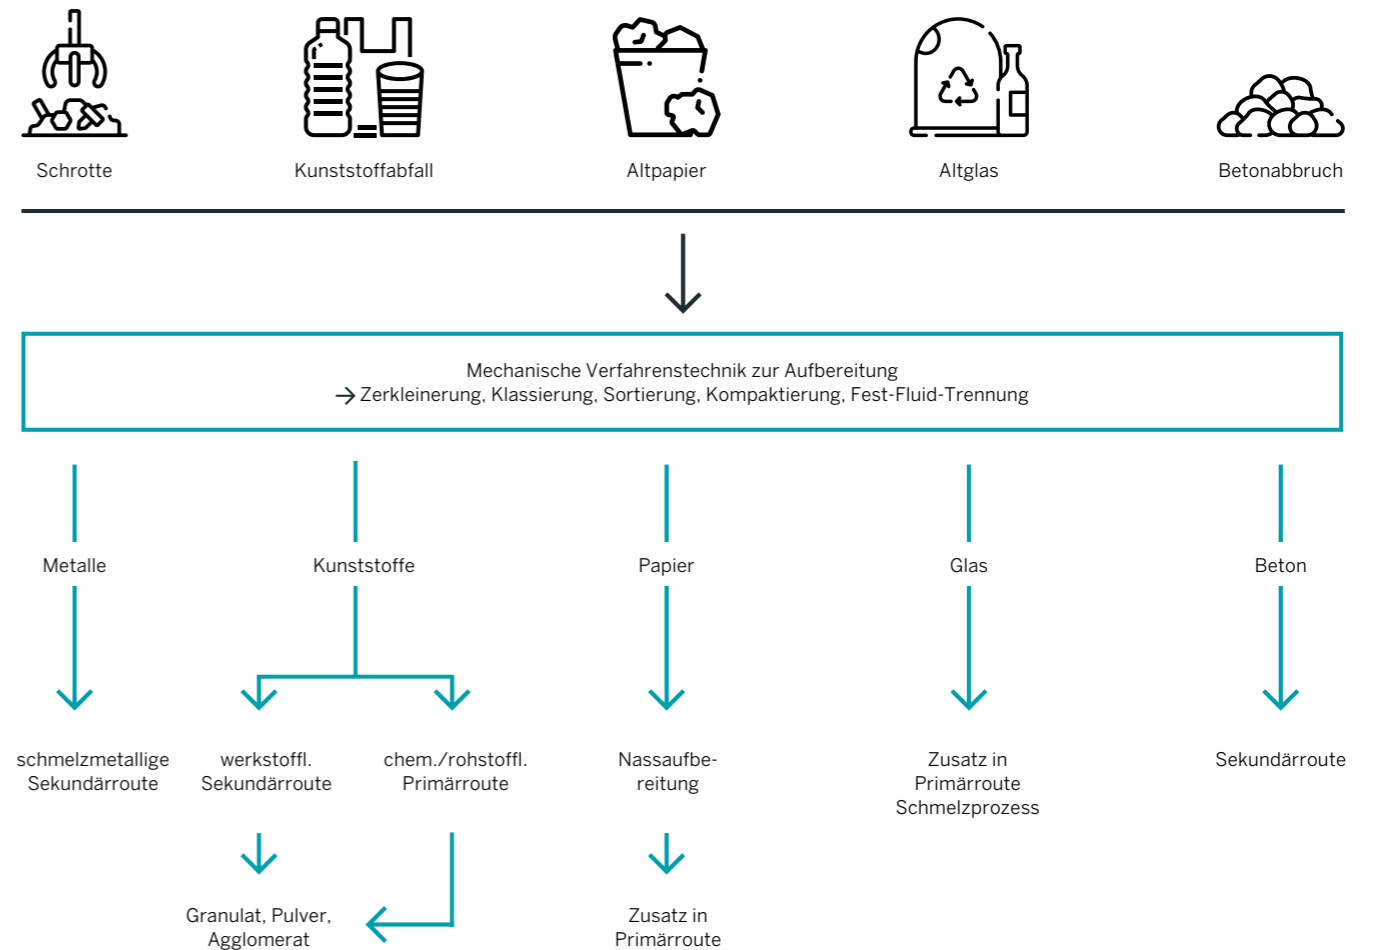 Schrotte
Kunststoffabfall
Altpapier
Altglas
Betonabbruch
Mechanische Verfahrenstechnik zur Aufbereitung
→ Zerkleinerung, Klassierung, Sortierung, Kompaktierung, Fest-Fluid-Trennung
Metalle
Kunststoffe
Papier
Glas
Beton
schmelzmetallige
Sekundärroute
werkstoffl.
Sekundärroute
chem./rohstoffl.
Primärroute
Nassaufbe-
reitung
Zusatz in
Primärroute
Schmelzprozess
Sekundärroute
Granulat, Pulver,
Agglomerat
Zusatz in
Primärroute